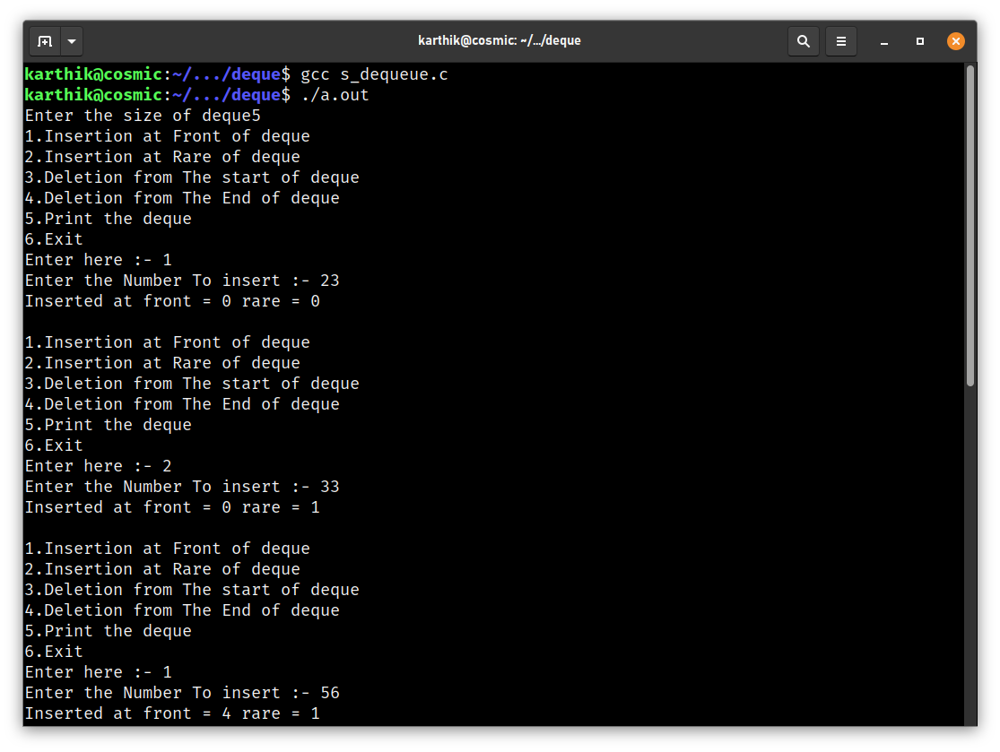 karthik@cosmic: ~/.../deque
karthik@cosmic:~/.../deque$ gcc s_dequeue.c
karthik@cosmic:~/.../deque$ ./a.out
Enter the size of deque5
1.Insertion at Front of deque
2.Insertion at Rare of deque
3.Deletion from The start of deque
4.Deletion from The End of deque
5.Print the deque
6.Exit
Enter here :- 1
Enter the Number To insert :- 23
Inserted at front = 0 rare = 0
1.Insertion at Front of deque
2.Insertion at Rare of deque
3.Deletion from The start of deque
4.Deletion from The End of deque
5.Print the deque
6.Exit
Enter here :- 2
Enter the Number To insert :- 33
Inserted at front = 0 rare = 1
1.Insertion at Front of deque
2.Insertion at Rare of deque
3.Deletion from The start of deque
4.Deletion from The End of deque
5.Print the deque
6.Exit
Enter here :- 1
Enter the Number To insert :- 56
Inserted at front = 4 rare = 1